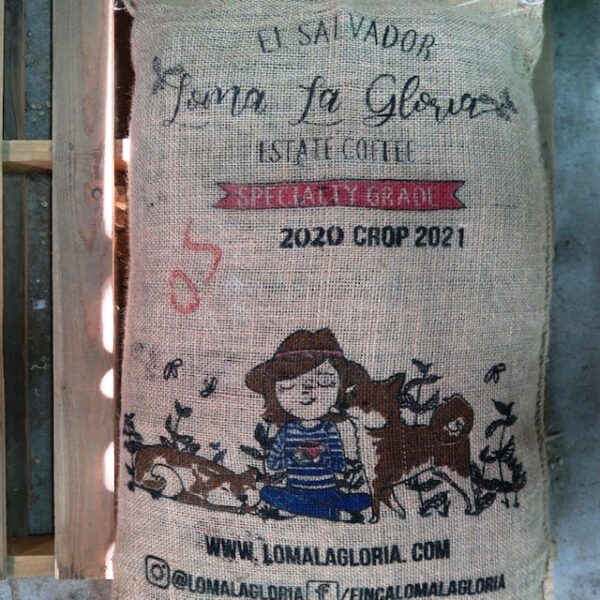 El SALVADOR
Loma La Gloria
ESTATE COFFEE
SPECIALTY GRADE
2020 CROP 2021
05
WWW.LOMALAGLORIA.COM
@LOMALAGLORIA f /FINCALOMALAGLORIA